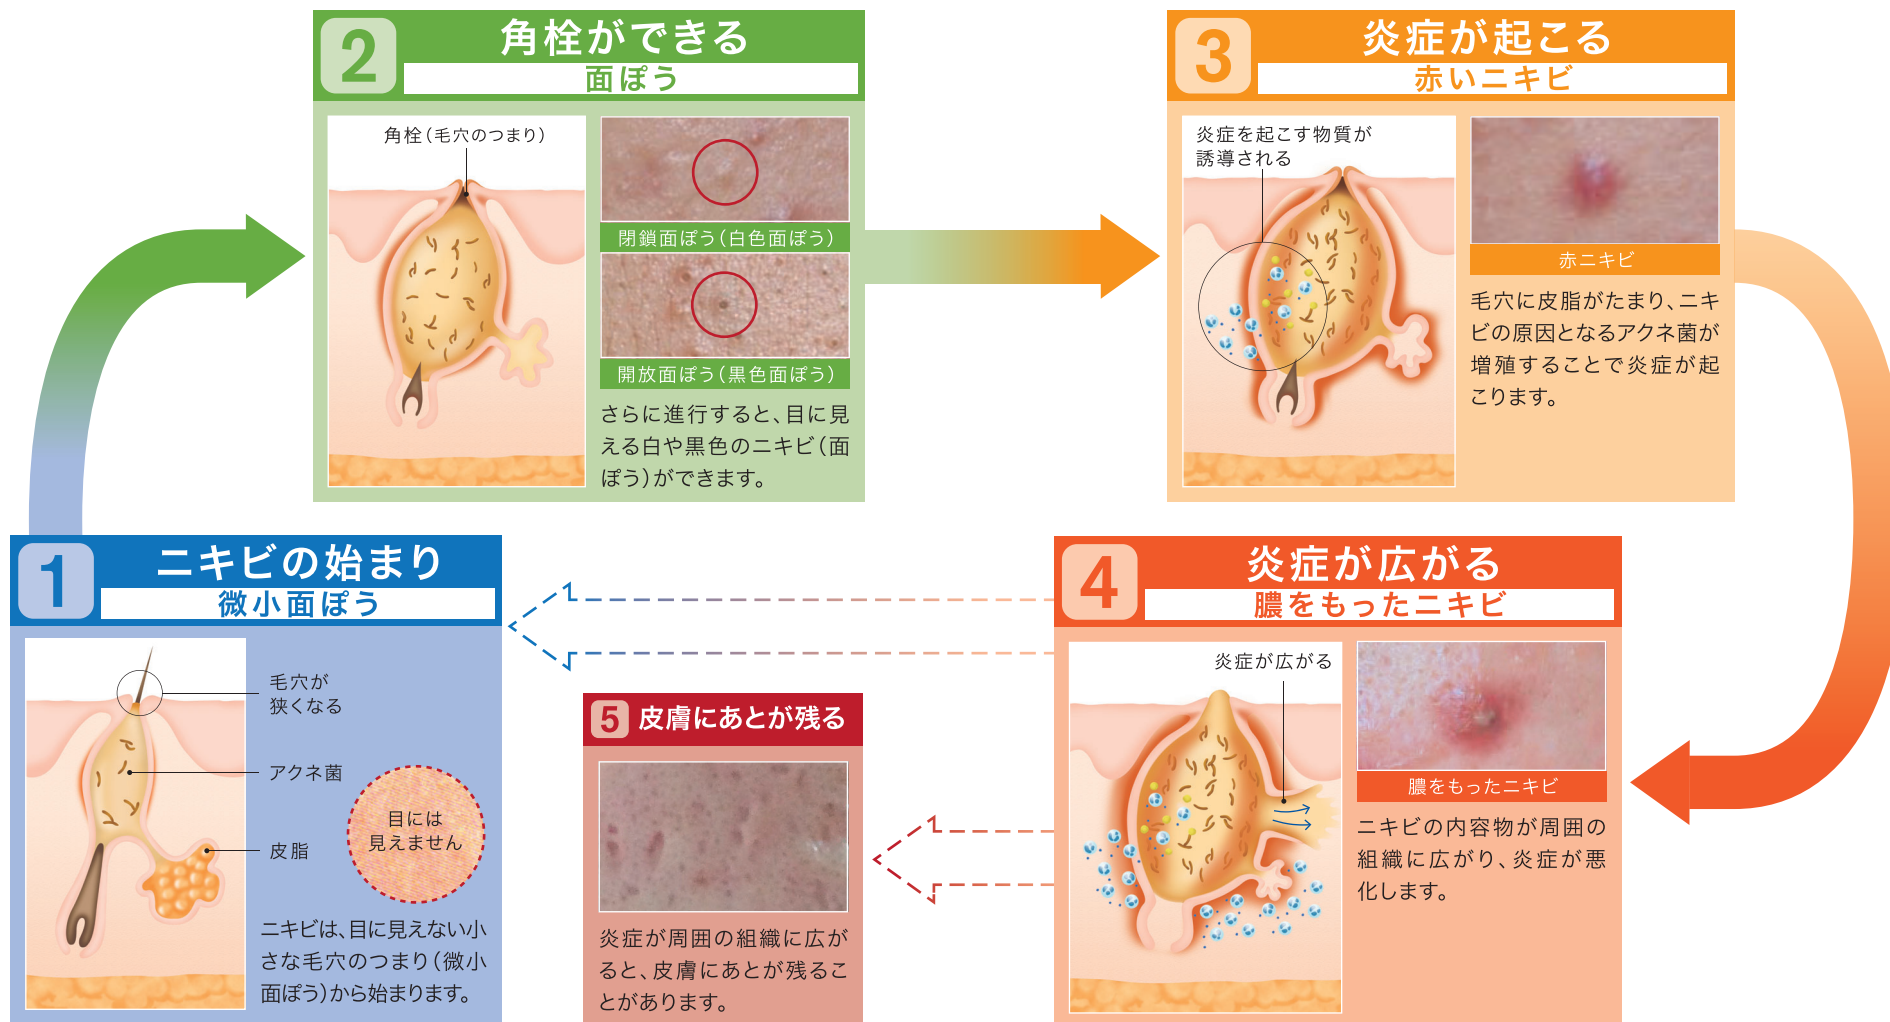 1
ニキビの始まり
微小面ぽう
毛穴が
狭くなる
アクネ菌
皮脂
目には
見えません
ニキビは、目に見えない小
さな毛穴のつまり(微小
面ぽう)から始まります。
2
角栓ができる
面ぽう
角栓(毛穴のつまり)
閉鎖面ぽう(白色面ぽう)
開放面ぽう(黒色面ぽう)
さらに進行すると、目に見
える白や黒色のニキビ(面
ぽう)ができます。
3
炎症が起こる
赤いニキビ
炎症を起こす物質が
誘導される
赤ニキビ
毛穴に皮脂がたまり、ニキ
ビの原因となるアクネ菌が
増殖することで炎症が起
こります。
4
炎症が広がる
膿をもったニキビ
炎症が広がる
膿をもったニキビ
ニキビの内容物が周囲の
組織に広がり、炎症が悪
化します。
5
皮膚にあとが残る
炎症が周囲の組織に広が
ると、皮膚にあとが残るこ
とがあります。